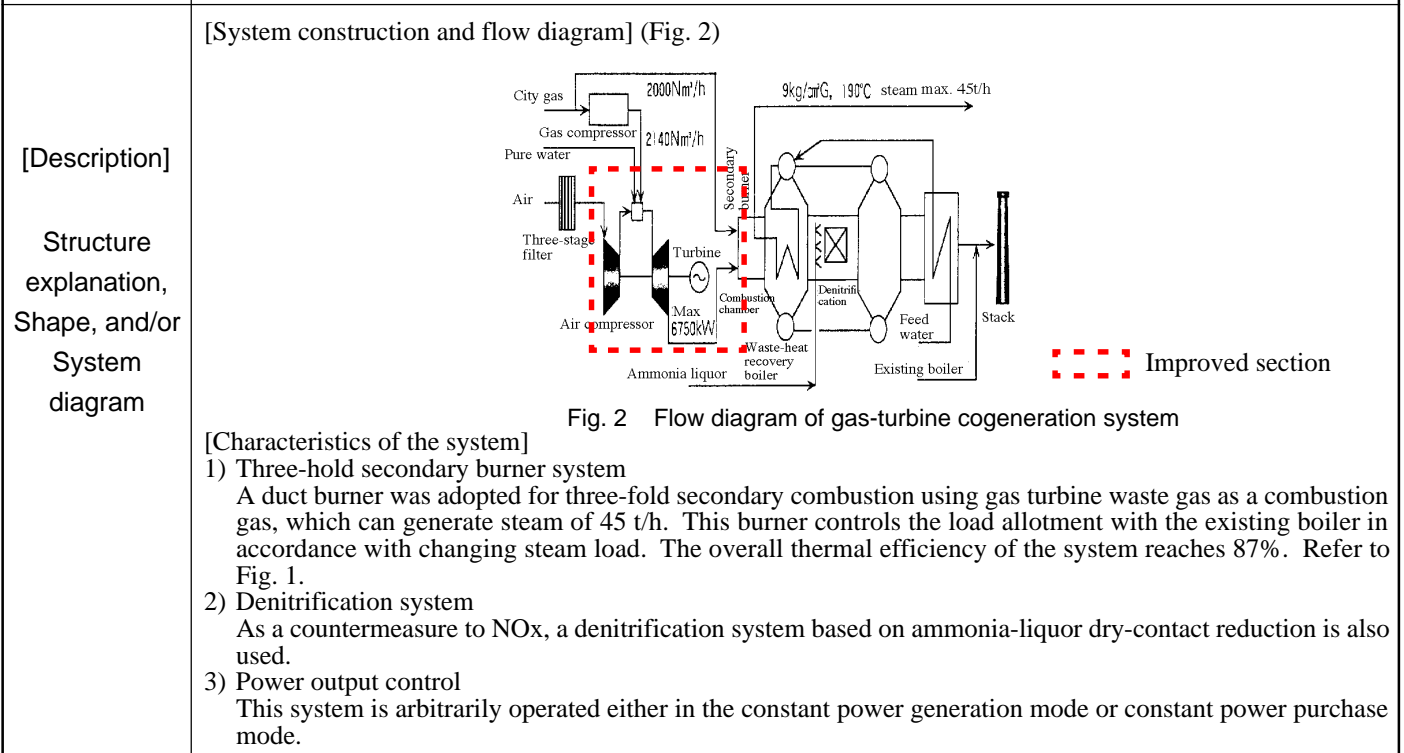 [Description]
Structure
explanation,
Shape, and/or
System
diagram
[System construction and flow diagram] (Fig. 2)
City gas
2000Nm³/h
9kg/cm²G, 190℃ steam max. 45t/h
Gas compressor
2140Nm³/h
Pure water
Secondary
burner
Air
Three-stage
filter
Turbine
Combustion
chamber
Denitrifi-
cation
Max
6750kW
Air compressor
Feed
water
Stack
Waste-heat
recovery
boiler
Ammonia liquor
Existing boiler
Improved section
Fig. 2 Flow diagram of gas-turbine cogeneration system
[Characteristics of the system]
1) Three-hold secondary burner system
A duct burner was adopted for three-fold secondary combustion using gas turbine waste gas as a combustion
gas, which can generate steam of 45 t/h. This burner controls the load allotment with the existing boiler in
accordance with changing steam load. The overall thermal efficiency of the system reaches 87%. Refer to
Fig. 1.
2) Denitrification system
As a countermeasure to NOx, a denitrification system based on ammonia-liquor dry-contact reduction is also
used.
3) Power output control
This system is arbitrarily operated either in the constant power generation mode or constant power purchase
mode.